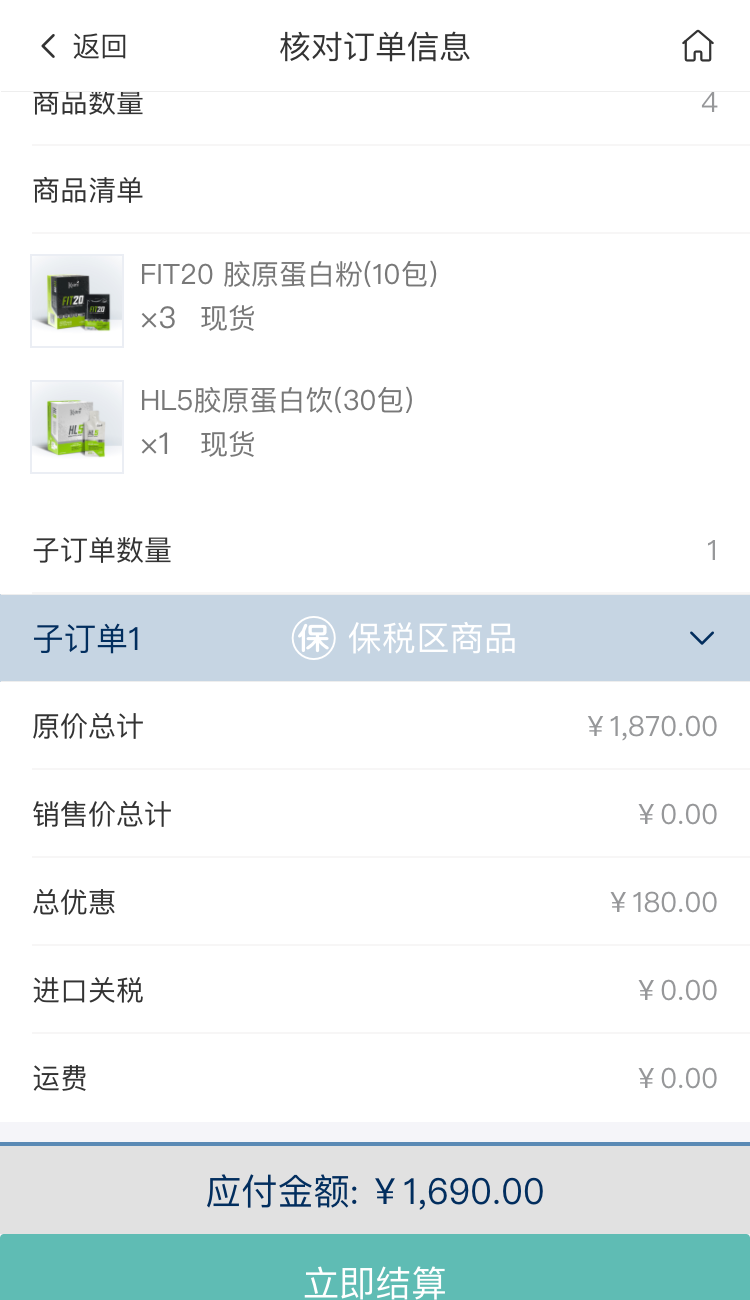 返回
核对订单信息
商品数量
4
商品清单
FIT20 胶原蛋白粉(10包)
×3 现货
FIT20
FIT20
HL5胶原蛋白饮(30包)
×1 现货
HL5
HL5
子订单数量
1
子订单1
保 保税区商品
原价总计
¥1,870.00
销售价总计
¥0.00
总优惠
¥180.00
进口关税
¥0.00
运费
¥0.00
应付金额: ¥1,690.00
立即结算